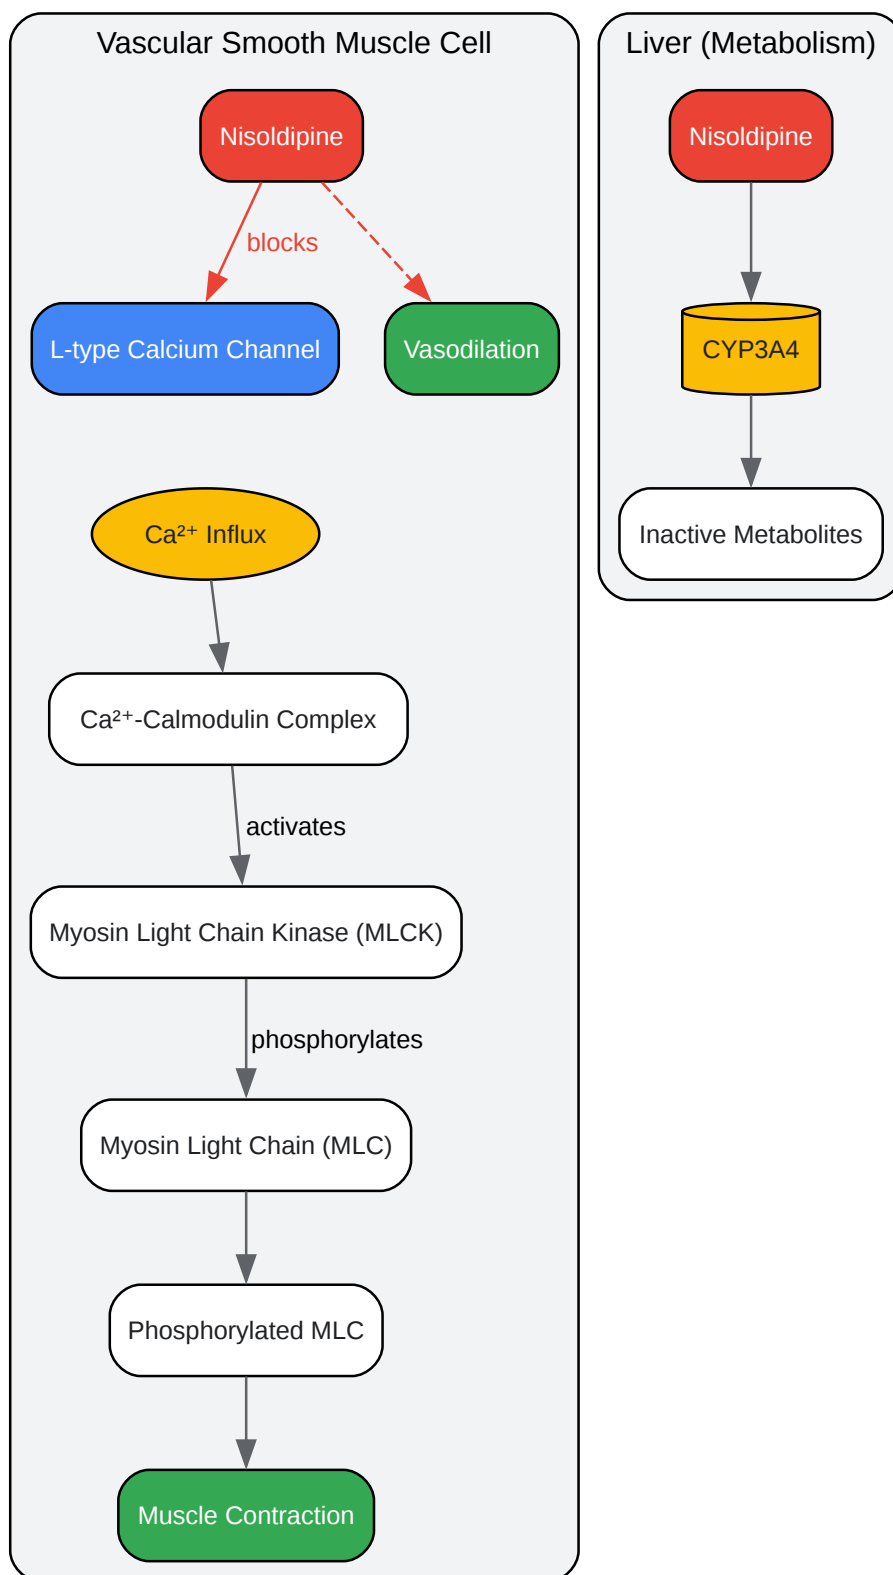 Vascular Smooth Muscle Cell
Nisoldipine
blocks
L-type Calcium Channel
Vasodilation
Ca²⁺ Influx
Ca²⁺-Calmodulin Complex
activates
Myosin Light Chain Kinase (MLCK)
phosphorylates
Myosin Light Chain (MLC)
Phosphorylated MLC
Muscle Contraction
Liver (Metabolism)
Nisoldipine
CYP3A4
Inactive Metabolites